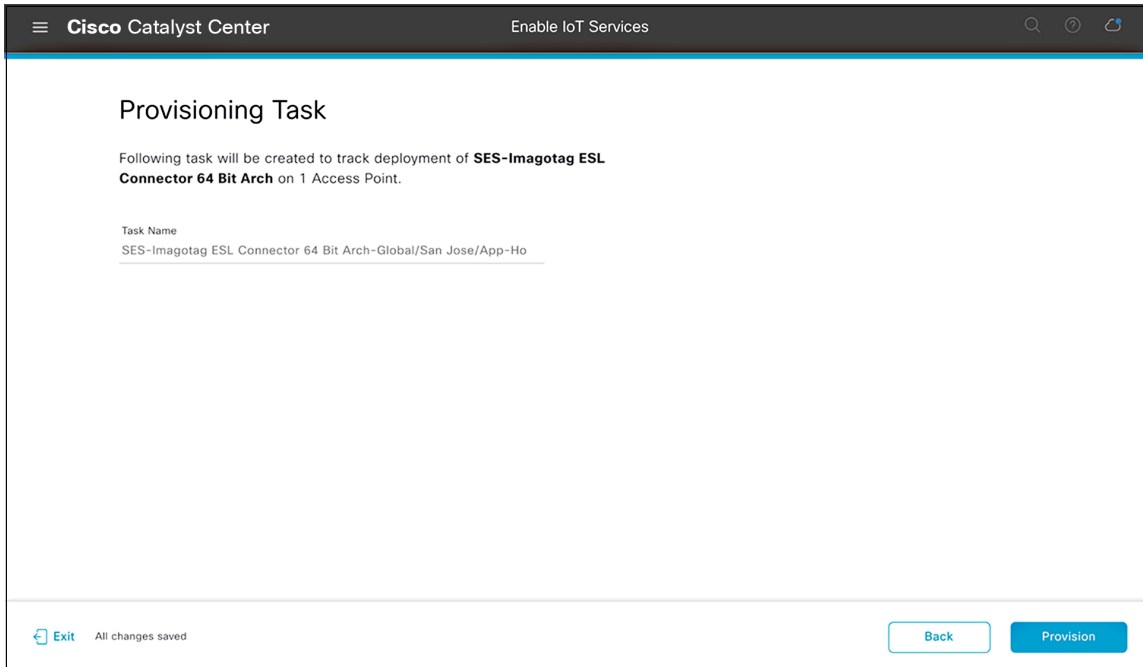 Cisco Catalyst Center
Enable IoT Services
Provisioning Task
Following task will be created to track deployment of SES-Imagotag ESL
Connector 64 Bit Arch on 1 Access Point.
Task Name
SES-Imagotag ESL Connector 64 Bit Arch-Global/San Jose/App-Ho
Exit
All changes saved
Back
Provision